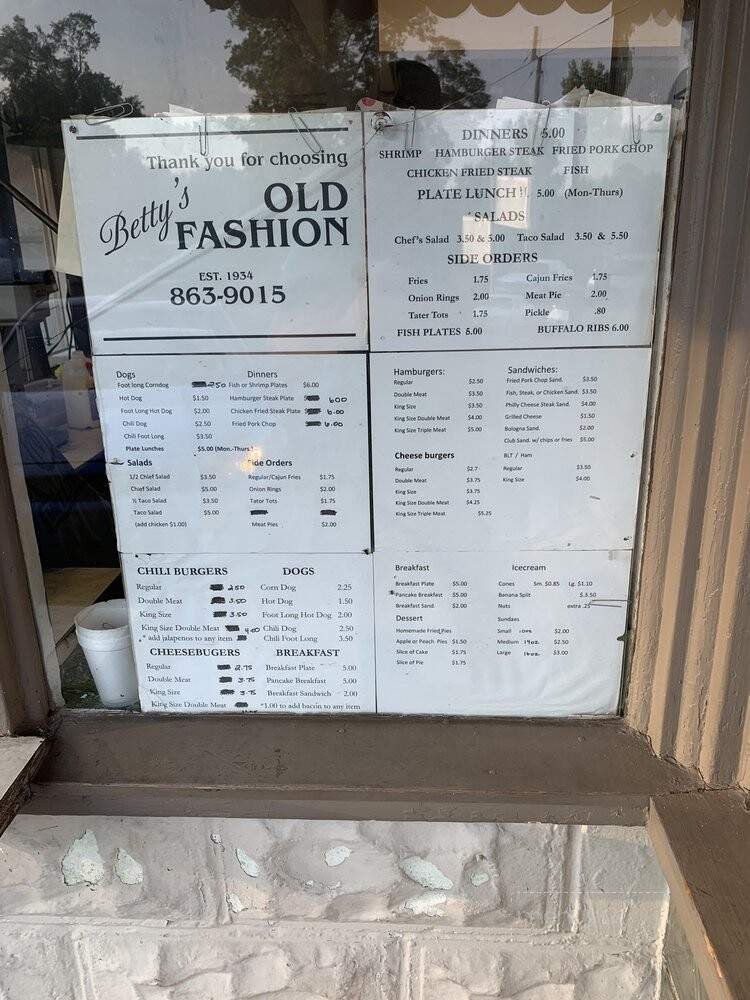 Thank you for choosing
Betty's OLD
FASHION
EST. 1934
863-9015
DINNERS 5.00
SHRIMP HAMBURGER STEAK FRIED PORK CHOP
CHICKEN FRIED STEAK FISH
PLATE LUNCH 5.00 (Mon-Thurs)
SALADS
Chef's Salad 3.50 & 5.00 Taco Salad 3.50 & 5.50
SIDE ORDERS
Fries 1.75 Cajun Fries 1.75
Onion Rings 2.00 Meat Pie 2.00
Tater Tots 1.75 Pickle .80
FISH PLATES 5.00 BUFFALO RIBS 6.00
Dogs Dinners
Foot long Corndog 2.50 Fish or Shrimp Plates $6.00
Hot Dog $1.50 Hamburger Steak Plate 6.00
Foot Long Hot Dog $2.00 Chicken Fried Steak Plate 6.00
Chili Dog $2.50 Fried Pork Chop 6.00
Chili Foot Long $3.50
Plate Lunches $5.00 (Mon.-Thurs.)
Salads Side Orders
1/2 Chief Salad $3.50 Regular/Cajun Fries $1.75
Chief Salad $5.00 Onion Rings $2.00
½ Taco Salad $3.50 Tator Tots $1.75
Taco Salad $5.00
(add chicken $1.00) Meat Pies $2.00
Hamburgers: Sandwiches:
Regular $2.50 Fried Pork Chop Sand. $3.50
Double Meat $3.50 Fish, Steak, or Chicken Sand. $3.50
King Size $3.50 Philly Cheese Steak Sand. $4.00
King Size Double Meat $4.00 Grilled Cheese $1.50
King Size Triple Meat $5.00 Bologna Sand. $2.00
Club Sand. w/ chips or fries $5.00
Cheese burgers BLT / Ham
Regular $2.7 Regular $3.50
Double Meat $3.75 King Size $4.00
King Size $3.75
King Size Double Meat $4.25
King Size Triple Meat $5.25
CHILI BURGERS DOGS
Regular 2.50 Corn Dog 2.25
Double Meat 3.50 Hot Dog 1.50
King Size 3.50 Foot Long Hot Dog 2.00
King Size Double Meat 4.00 Chili Dog 2.50
* add jalapenos to any item Chili Foot Long 3.50
CHEESEBUGERS BREAKFAST
Regular 2.75 Breakfast Plate 5.00
Double Meat 3.75 Pancake Breakfast 5.00
King Size 3.75 Breakfast Sandwich 2.00
King Size Double Meat *1.00 to add bacon to any item
Breakfast Icecream
Breakfast Plate $5.00 Cones Sm. $0.85 Lg. $1.10
Pancake Breakfast $5.00 Banana Split $.3.50
Breakfast Sand. $2.00 Nuts extra .25
Dessert Sundaes
Homemade Fried Pies Small 10oz $2.00
Apple or Peach Pies $1.50 Medium 14oz. $2.50
Slice of Cake $1.75 Large 16oz. $3.00
Slice of Pie $1.75